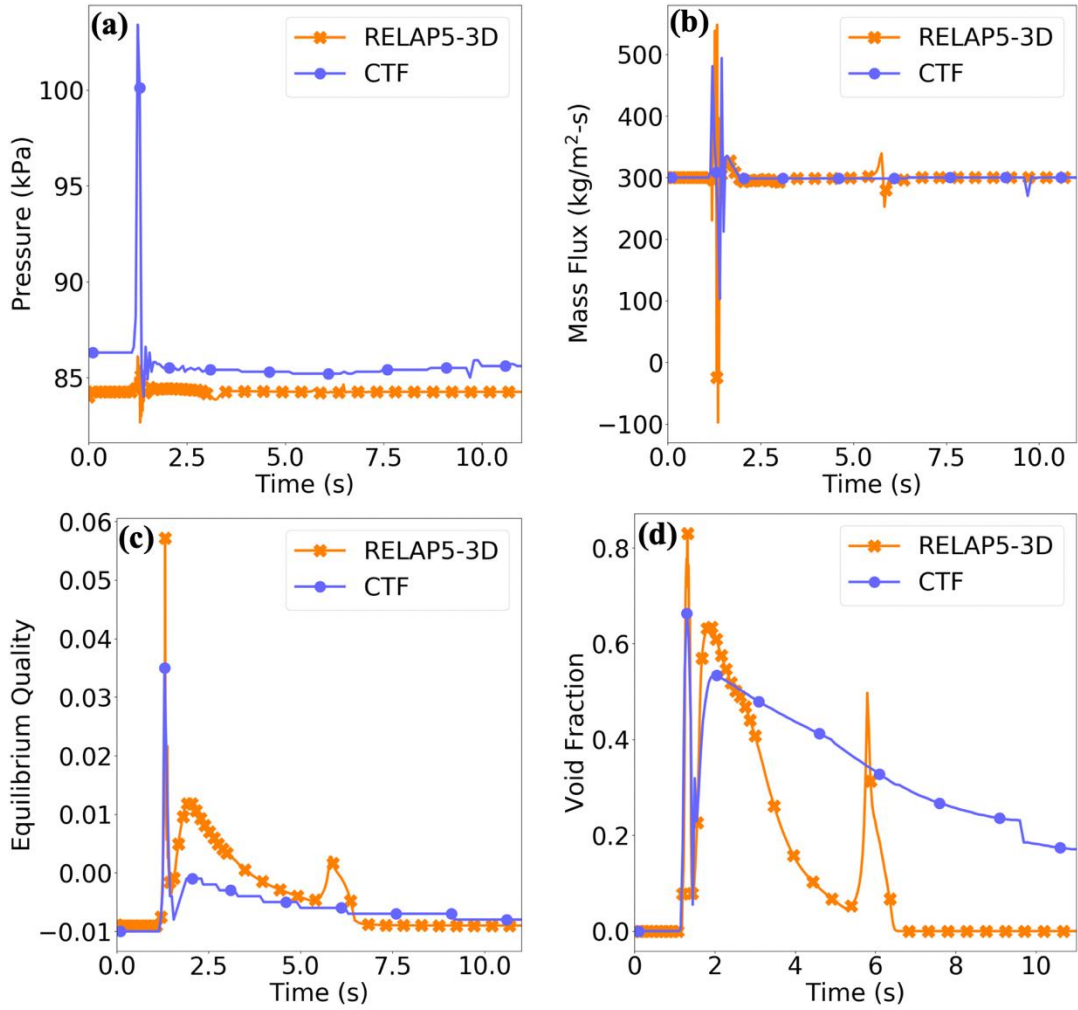 (a)
RELAP5-3D
CTF
Pressure (kPa)
100
95
90
85
0.0 2.5 5.0 7.5 10.0
Time (s)
(b)
RELAP5-3D
CTF
Mass Flux (kg/m²-s)
500
400
300
200
100
0
−100
0.0 2.5 5.0 7.5 10.0
Time (s)
(c)
RELAP5-3D
CTF
Equilibrium Quality
0.06
0.05
0.04
0.03
0.02
0.01
0.00
−0.01
0.0 2.5 5.0 7.5 10.0
Time (s)
(d)
RELAP5-3D
CTF
Void Fraction
0.8
0.6
0.4
0.2
0.0
0 2 4 6 8 10
Time (s)